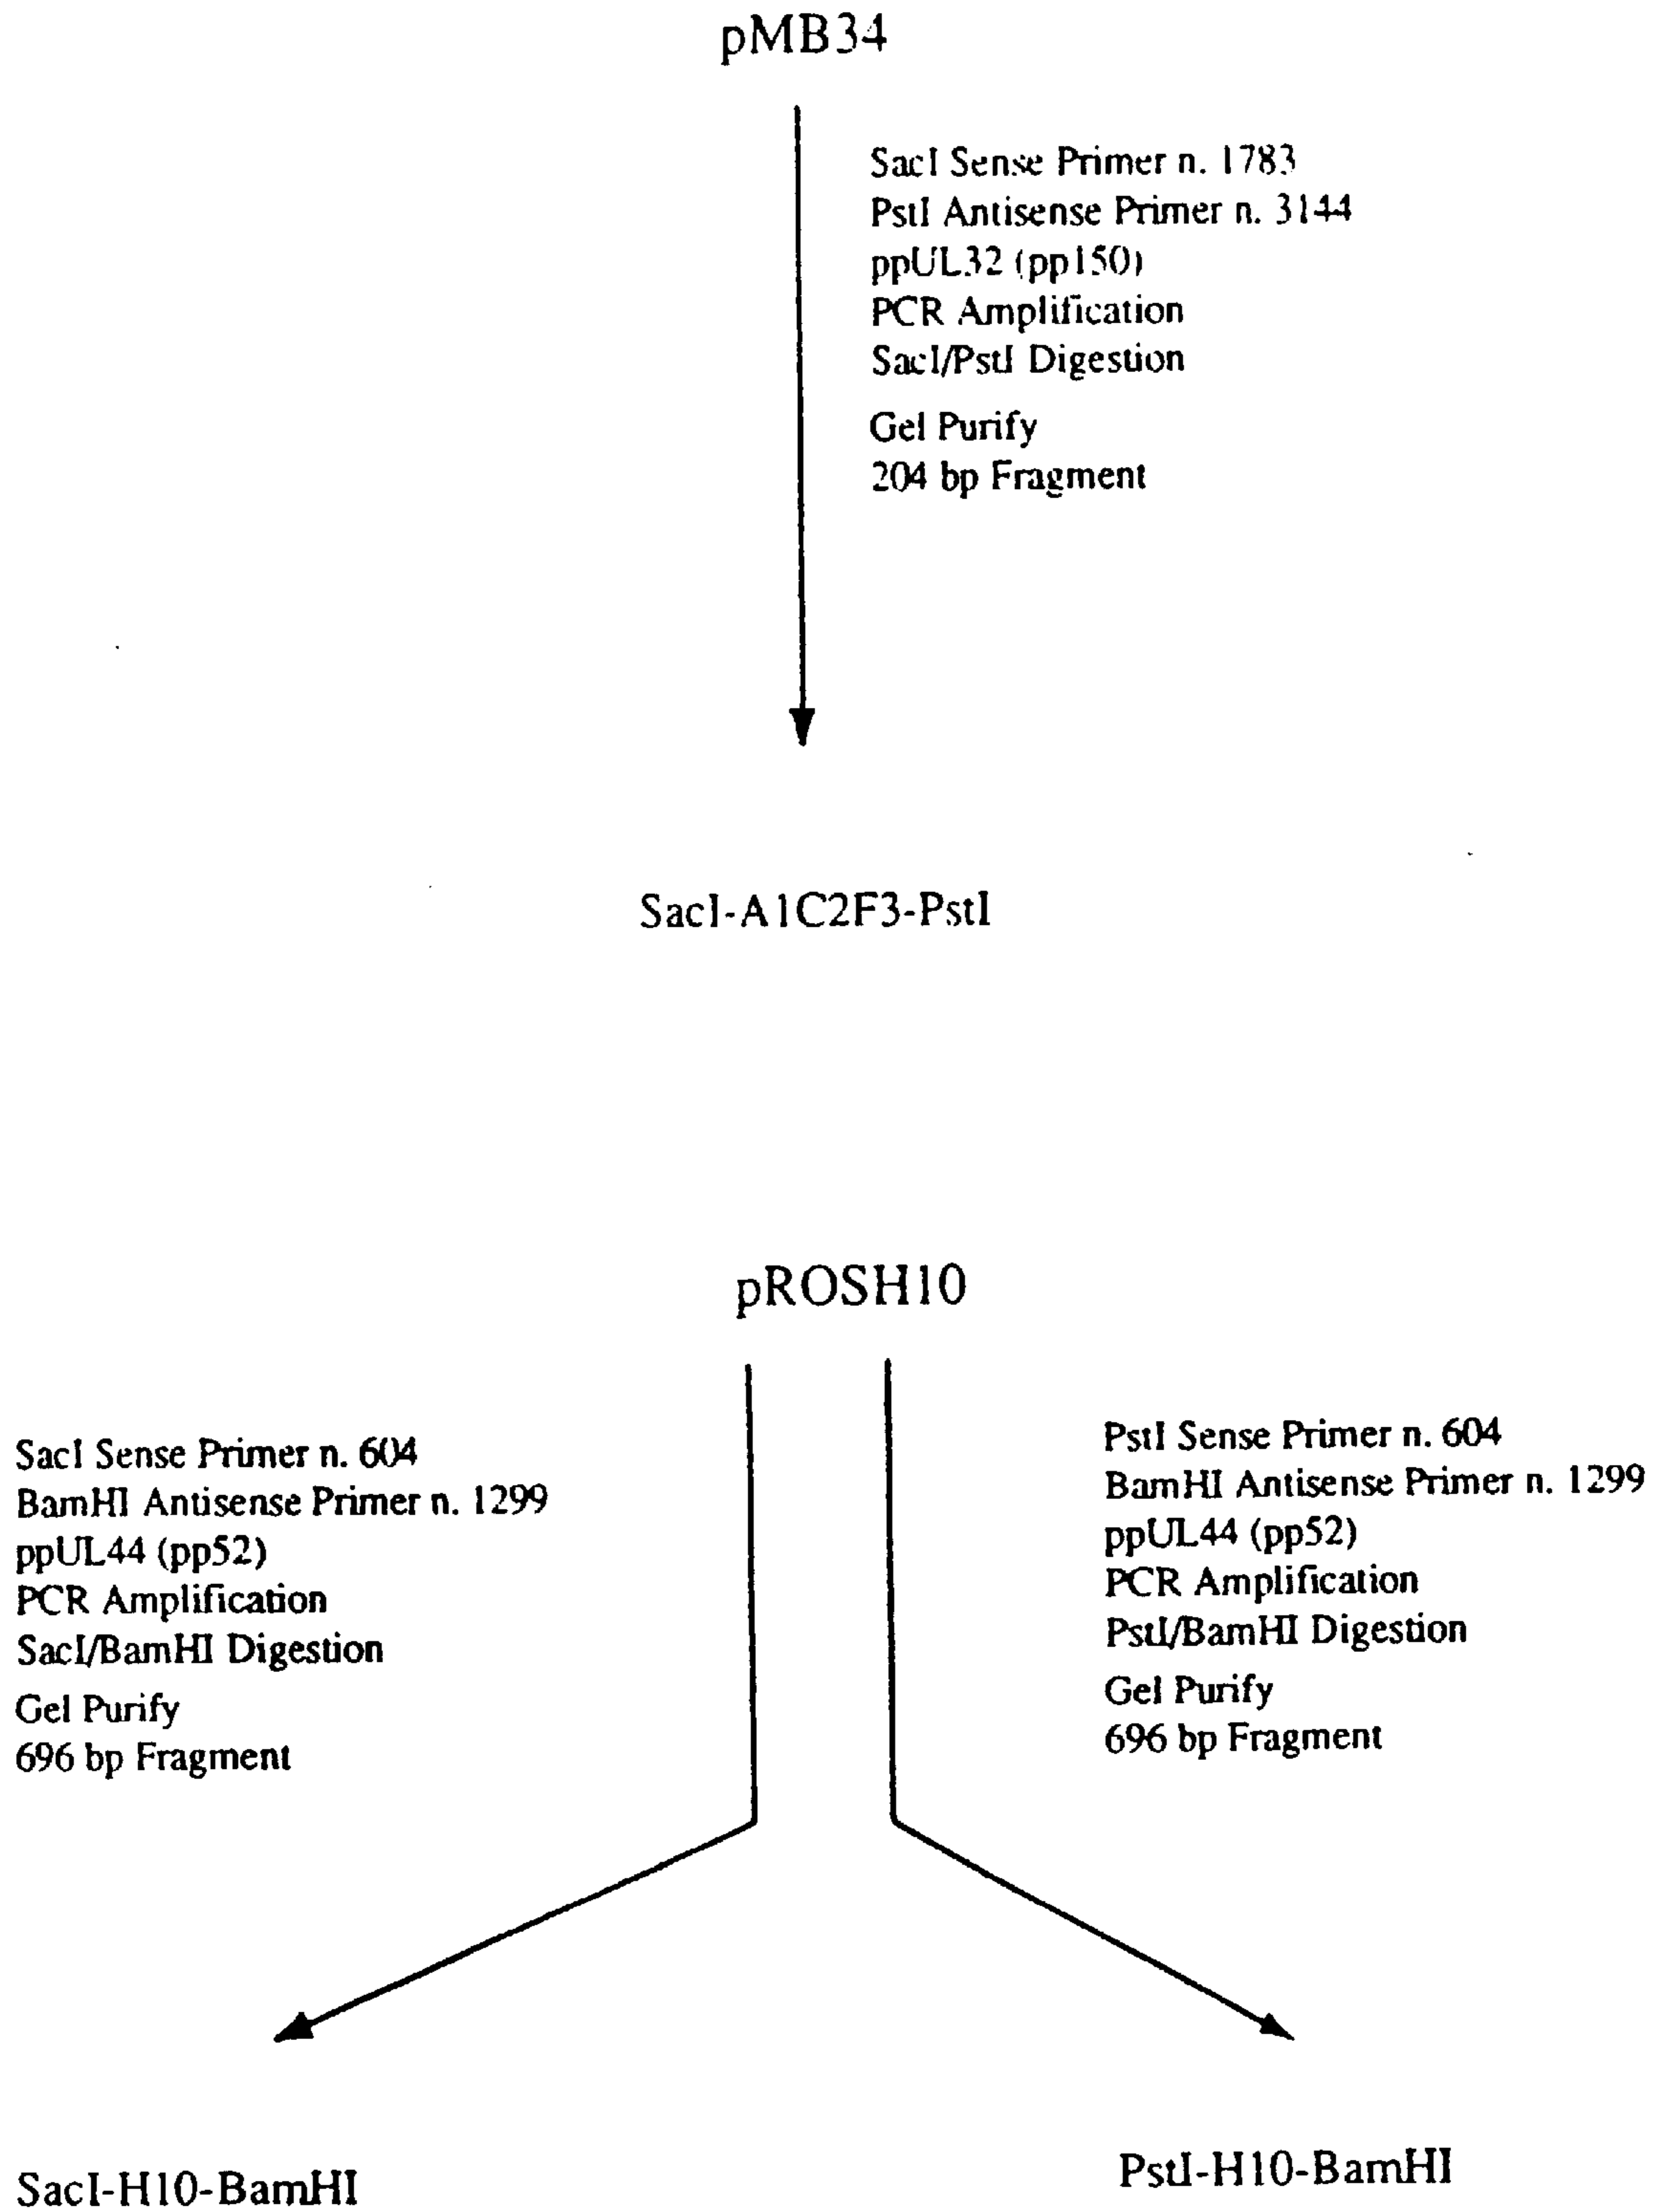 pMB34
SacI Sense Primer n. 1783
PstI Antisense Primer n. 3144
ppUL32 (pp150)
PCR Amplification
SacI/PstI Digestion
Gel Purify
204 bp Fragment
SacI-A1C2F3-PstI
pROSH10
SacI Sense Primer n. 604
BamHI Antisense Primer n. 1299
ppUL44 (pp52)
PCR Amplification
SacI/BamHI Digestion
Gel Purify
696 bp Fragment
PstI Sense Primer n. 604
BamHI Antisense Primer n. 1299
ppUL44 (pp52)
PCR Amplification
PstI/BamHI Digestion
Gel Purify
696 bp Fragment
SacI-H10-BamHI
PstI-H10-BamHI